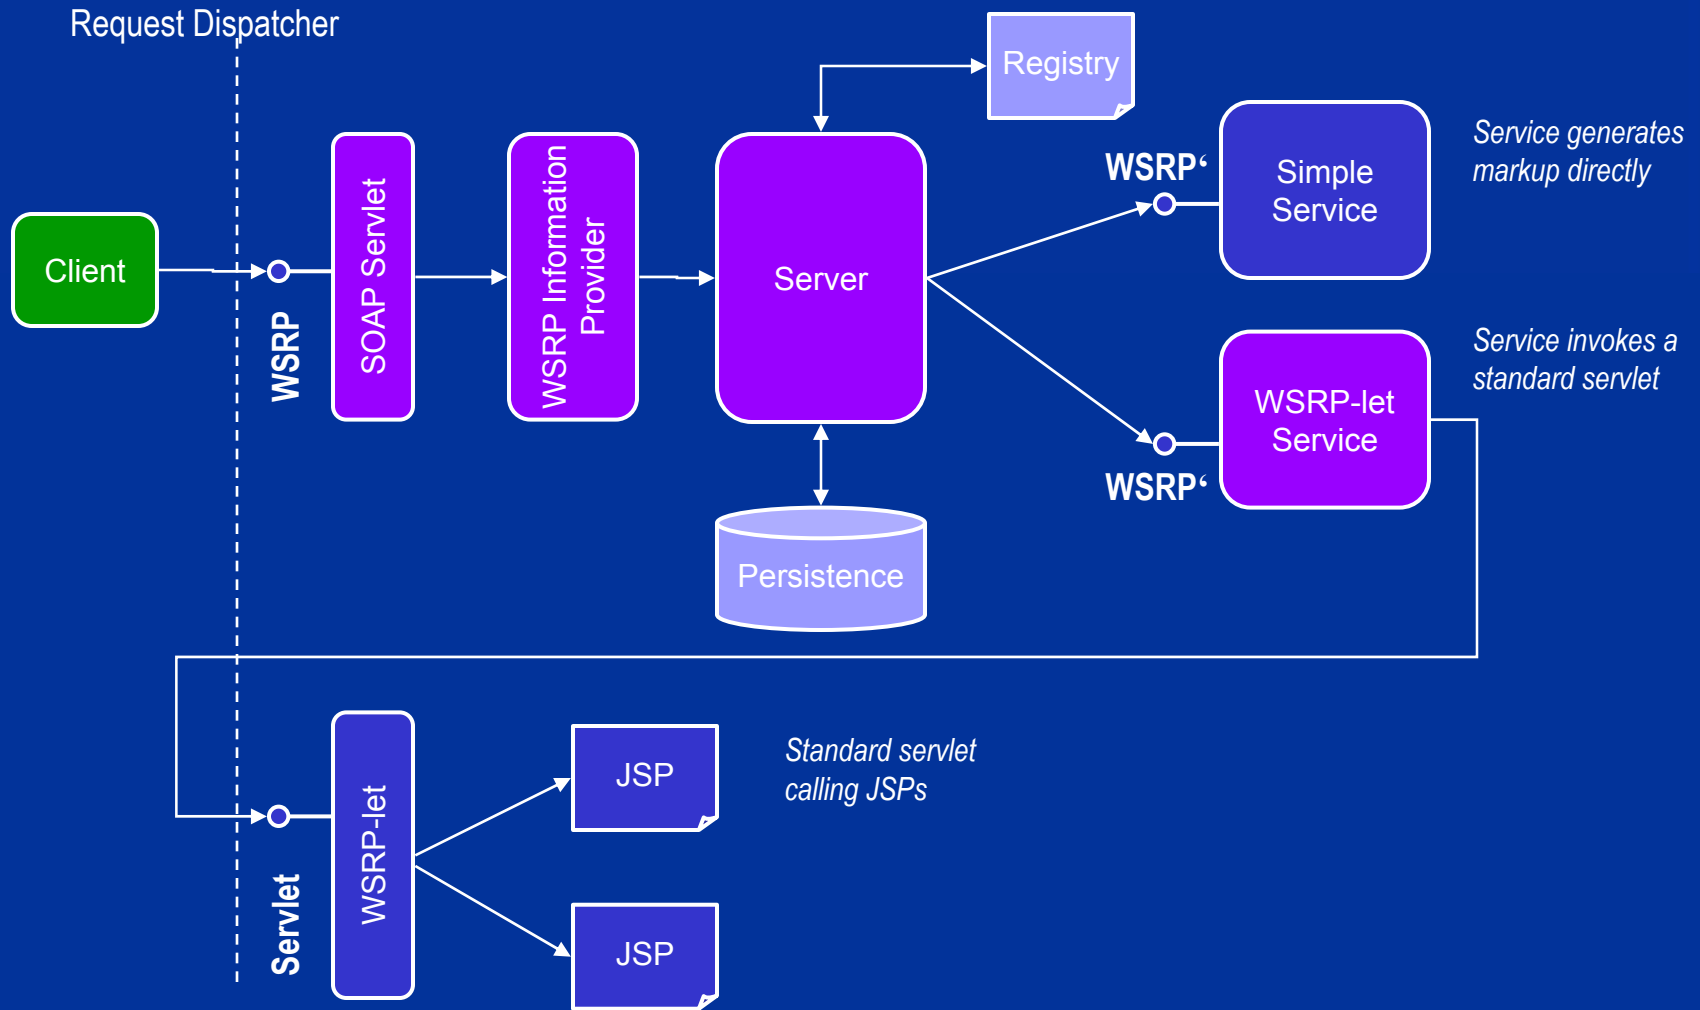 Request Dispatcher
Registry
Service generates
markup directly
WSRP‘
Simple
Service
Client
WSRP
SOAP Servlet
WSRP Information
Provider
Server
Service invokes a
standard servlet
WSRP-let
Service
WSRP‘
Persistence
Servlet
WSRP-let
JSP
Standard servlet
calling JSPs
JSP